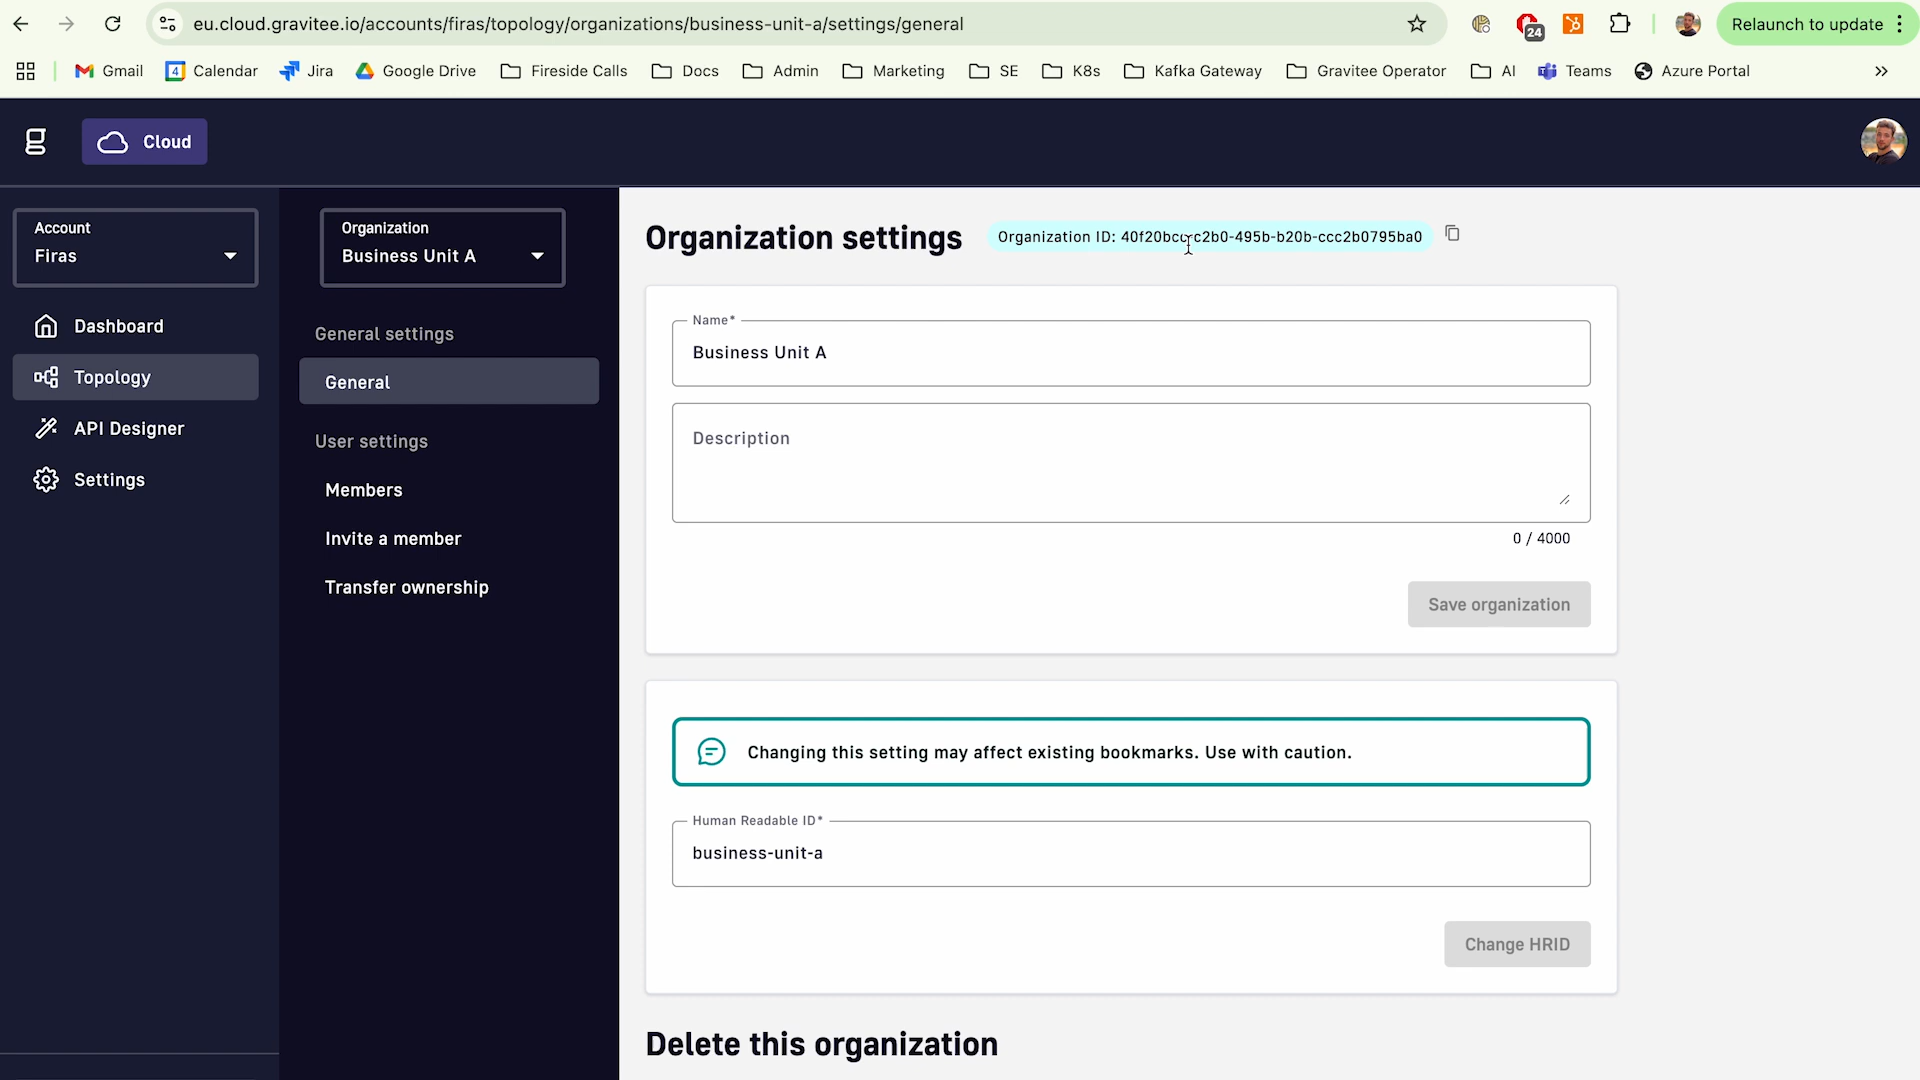 eu.cloud.gravitee.io/accounts/firas/topology/organizations/business-unit-a/settings/general
24
Relaunch to update
Gmail
4
Calendar
Jira
Google Drive
Fireside Calls
Docs
Admin
Marketing
SE
K8s
Kafka Gateway
Gravitee Operator
AI
Teams
Azure Portal
g
Cloud
Account
Firas
Dashboard
Topology
API Designer
Settings
Organization
Business Unit A
General settings
General
User settings
Members
Invite a member
Transfer ownership
Organization settings
Organization ID:
Name*
Business Unit A
Description
0 / 4000
Save organization
Changing this setting may affect existing bookmarks. Use with caution.
Human Readable ID*
business-unit-a
Change HRID
Delete this organization